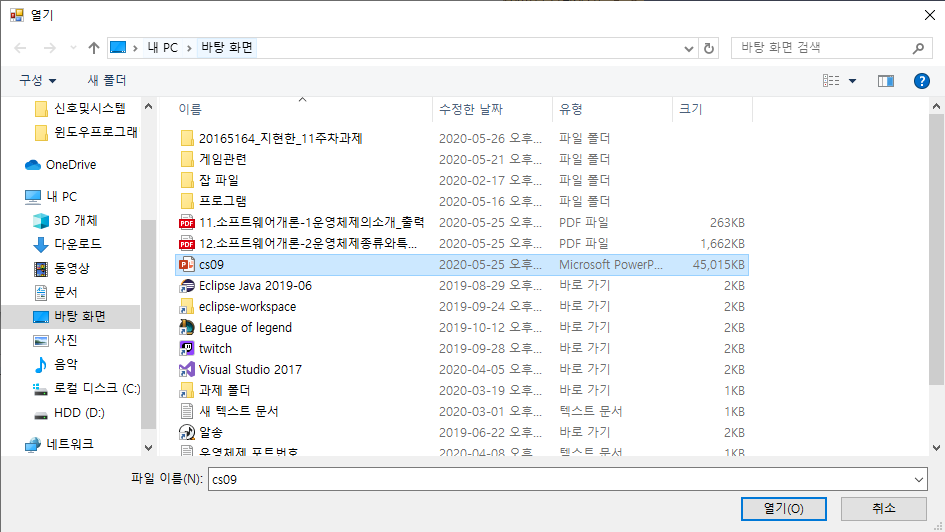 열기
내 PC › 바탕 화면
바탕 화면 검색
구성 새 폴더
신호및시스템
윈도우프로그래
OneDrive
내 PC
3D 개체
다운로드
동영상
문서
바탕 화면
사진
음악
로컬 디스크 (C:)
HDD (D:)
네트워크
이름 수정한 날짜 유형 크기
20165164_지현한_11주차과제 2020-05-26 오후... 파일 폴더
게임관련 2020-05-21 오후... 파일 폴더
잡 파일 2020-02-17 오후... 파일 폴더
프로그램 2020-05-16 오후... 파일 폴더
11.소프트웨어개론-1운영체제의소개_출력 2020-05-25 오후... PDF 파일 263KB
12.소프트웨어개론-2운영체제종류와특... 2020-05-25 오후... PDF 파일 1,662KB
cs09 2020-05-25 오후... Microsoft PowerP... 45,015KB
Eclipse Java 2019-06 2019-08-29 오후... 바로 가기 2KB
eclipse-workspace 2019-09-24 오후... 바로 가기 2KB
League of legend 2019-10-12 오후... 바로 가기 2KB
twitch 2019-09-28 오후... 바로 가기 2KB
Visual Studio 2017 2020-04-05 오후... 바로 가기 2KB
과제 폴더 2020-03-19 오후... 바로 가기 1KB
새 텍스트 문서 2020-03-01 오후... 텍스트 문서 1KB
알송 2019-06-22 오후... 바로 가기 2KB
운영체제 포트번호 2020-04-08 오후... 텍스트 문서 1KB
파일 이름(N): cs09
열기(O) 취소